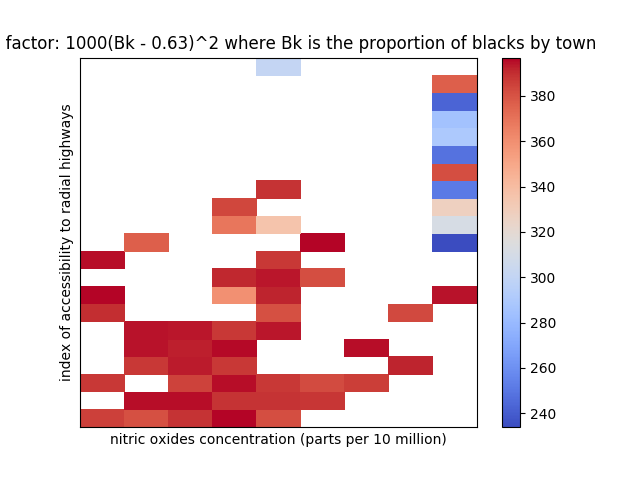 factor: 1000(Bk - 0.63)^2 where Bk is the proportion of blacks by town
index of accessibility to radial highways
nitric oxides concentration (parts per 10 million)
380
360
340
320
300
280
260
240